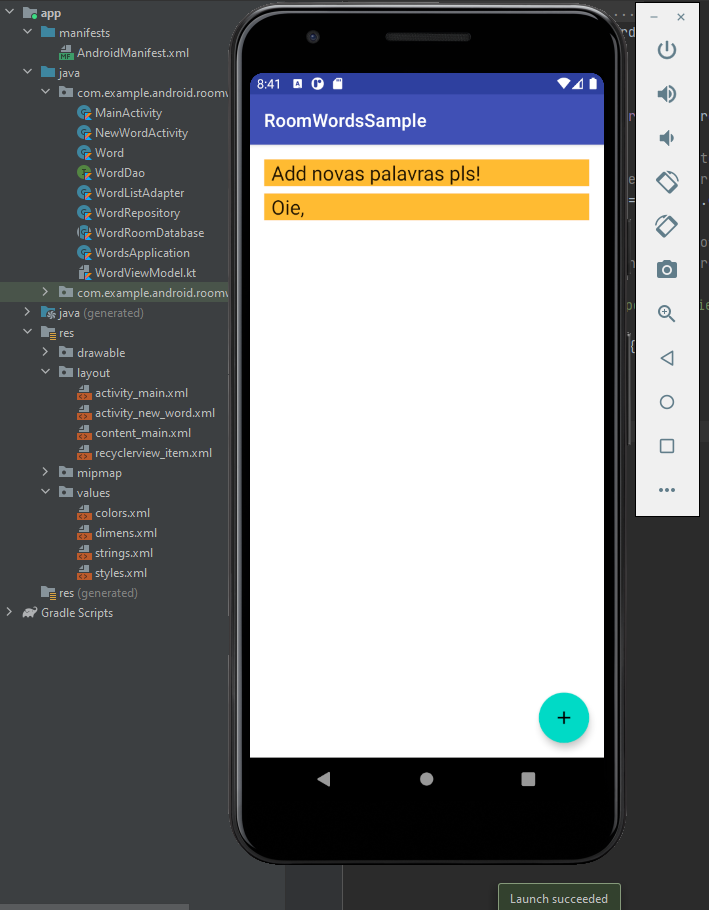 app
manifests
AndroidManifest.xml
java
com.example.android.roomw
MainActivity
NewWordActivity
Word
WordDao
WordListAdapter
WordRepository
WordRoomDatabase
WordsApplication
WordViewModel.kt
com.example.android.roomw
java (generated)
res
drawable
layout
activity_main.xml
activity_new_word.xml
content_main.xml
recyclerview_item.xml
mipmap
values
colors.xml
dimens.xml
strings.xml
styles.xml
res (generated)
Gradle Scripts
8:41
RoomWordsSample
Add novas palavras pls!
Oie,
+
Launch succeeded